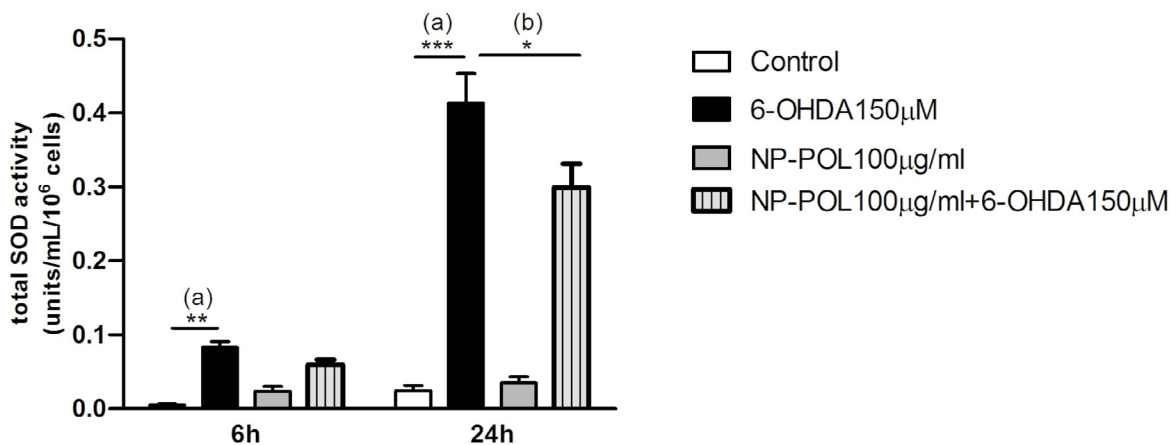 (a)
***
(b)
*
0.5
0.4
0.3
0.2
0.1
0.0
total SOD activity
(units/mL/10⁶ cells)
(a)
**
6h
24h
Control
6-OHDA150μM
NP-POL100μg/ml
NP-POL100μg/ml+6-OHDA150μM